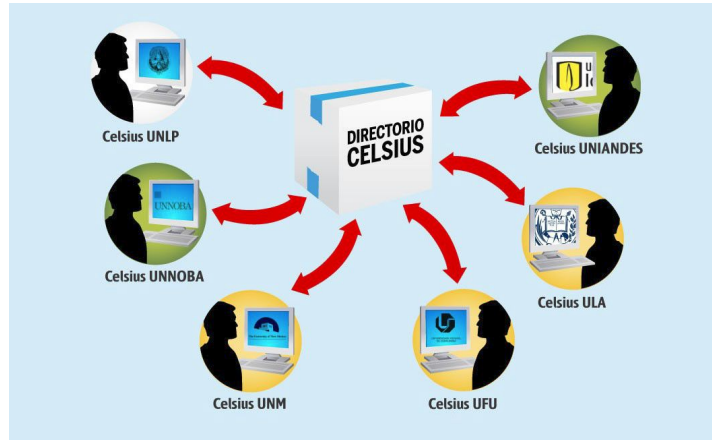 DIRECTORIO
CELSIUS
Celsius UNLP
Celsius UNIANDES
UNNOBA
Celsius UNNOBA
Celsius ULA
Celsius UNM
Celsius UFU